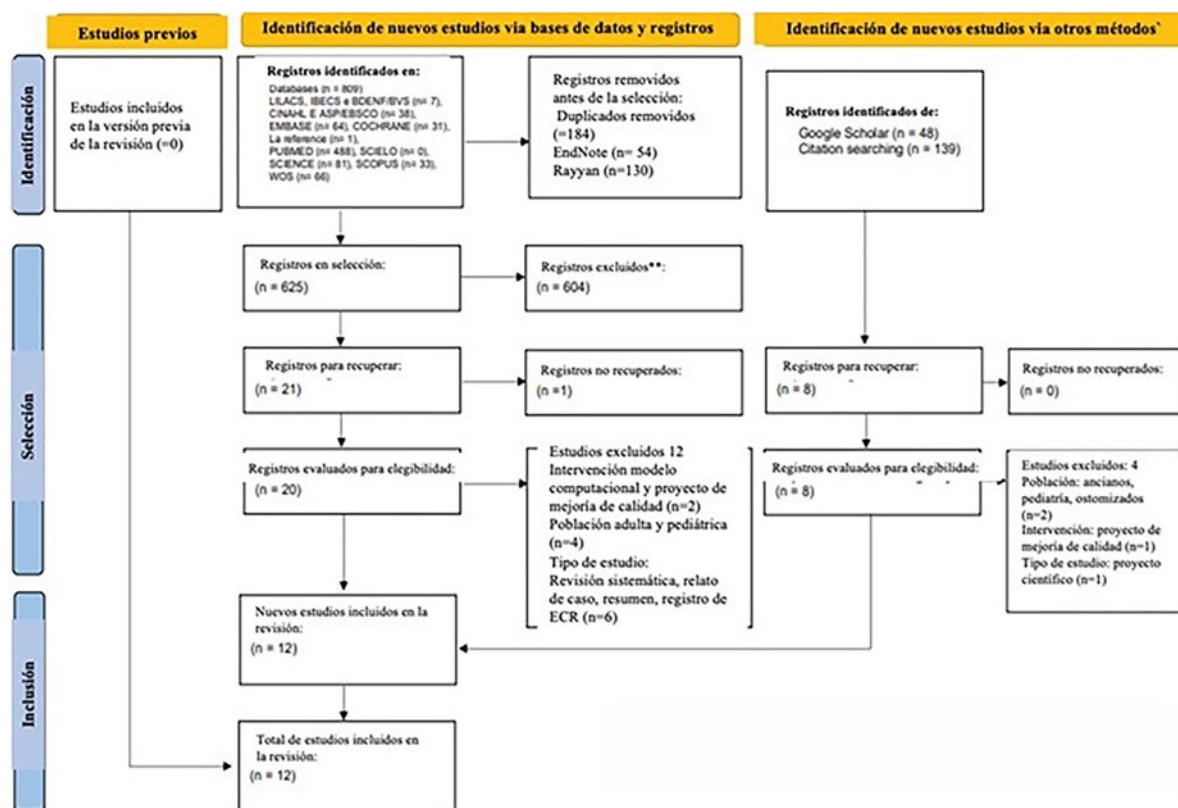 Estudios previos
Identificación de nuevos estudios via bases de datos y registros
Identificación de nuevos estudios via otros métodos`
Identificación
Estudios incluidos
en la versión previa
de la revisión (=0)
Registros identificados en:
Databases (n = 809)
LILACS, IBECS e BDENF/BVS (n= 7),
CINAHL E ASP/EBSCO (n= 38),
EMBASE (n= 64), COCHRANE (n= 31),
La reference (n= 1),
PUBMED (n= 488), SCIELO (n= 0),
SCIENCE (n= 81), SCOPUS (n= 33),
WOS (n= 66)
Registros removidos
antes de la selección:
Duplicados removidos
(=184)
EndNote (n= 54)
Rayyan (n=130)
Registros identificados de:
Google Scholar (n = 48)
Citation searching (n = 139)
Selección
Registros en selección:
(n = 625)
Registros excluidos**:
(n = 604)
Registros para recuperar:
(n = 21)
Registros no recuperados:
(n =1)
Registros para recuperar:
(n = 8)
Registros no recuperados:
(n = 0)
Registros evaluados para elegibilidad:
(n = 20)
Estudios excluidos 12
Intervención modelo
computacional y proyecto de
mejoría de calidad (n=2)
Población adulta y pediátrica
(n=4)
Tipo de estudio:
Revisión sistemática, relato
de caso, resumen, registro de
ECR (n=6)
Registros evaluados para elegibilidad:
(n = 8)
Estudios excluidos: 4
Población: ancianos,
pediatría, ostomizados
(n=2)
Intervención: proyecto de
mejoría de calidad (n=1)
Tipo de estudio: proyecto
científico (n=1)
Inclusión
Nuevos estudios incluidos en la
revisión:
(n = 12)
Total de estudios incluidos en
la revisión:
(n = 12)